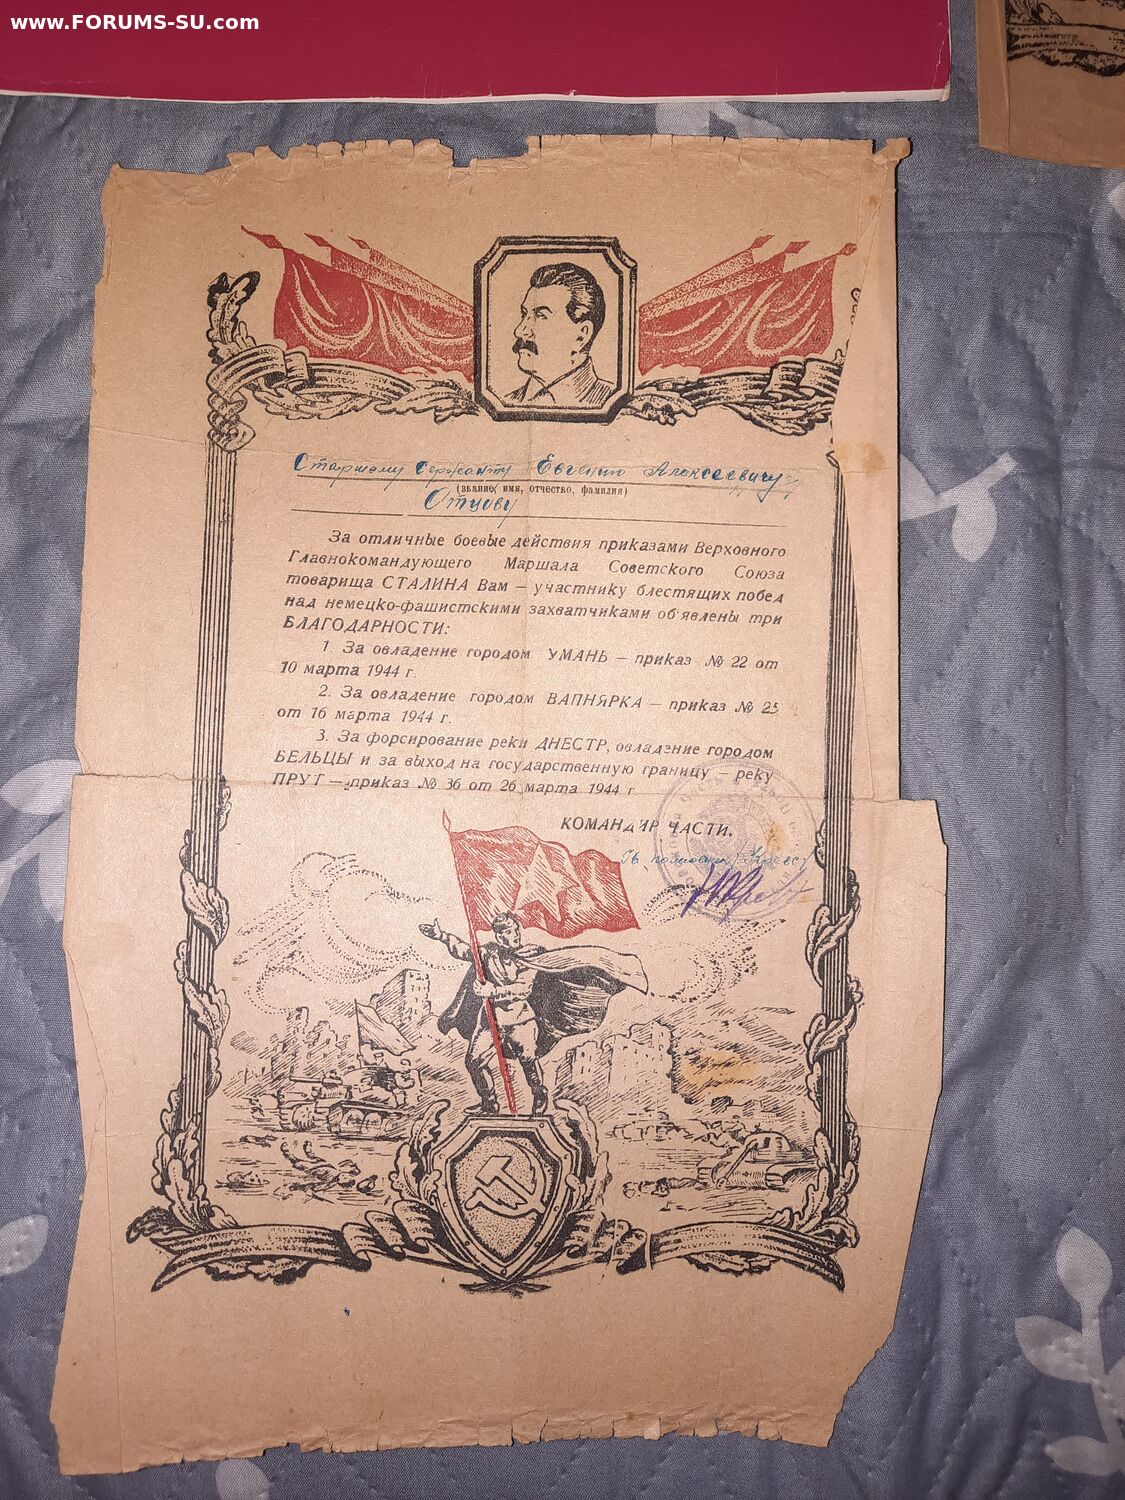 www.FORUMS-SU.com
Старшему сержанту Евгению Алексеевичу
(звание, имя, отчество, фамилия)
Отцову
За отличные боевые действия приказами Верховного
Главнокомандующего Маршала Советского Союза
товарища СТАЛИНА Вам — участнику блестящих побед
над немецко-фашистскими захватчиками об'явлены три
БЛАГОДАРНОСТИ:
1. За овладение городом УМАНЬ — приказ № 22 от
10 марта 1944 г.
2. За овладение городом ВАПНЯРКА — приказ № 25
от 16 марта 1944 г.
3. За форсирование реки ДНЕСТР, овладение городом
БЕЛЬЦЫ и за выход на государственную границу — реку
ПРУТ — приказ № 36 от 26 марта 1944 г.
КОМАНДИР ЧАСТИ.